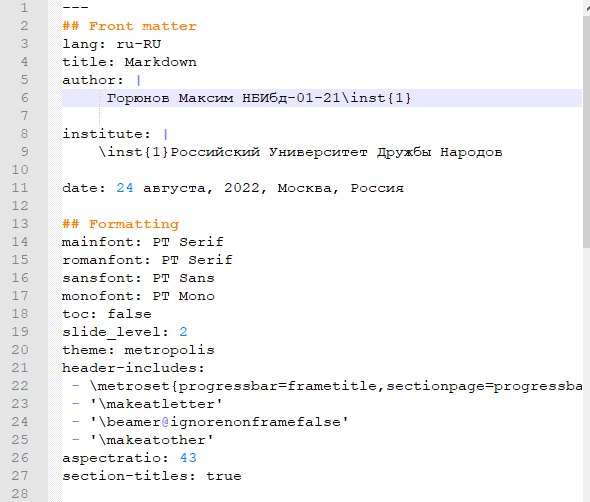 1 ---
2 ## Front matter
3 lang: ru-RU
4 title: Markdown
5 author: |
6 Горюнов Максим НБИбд-01-21\inst{1}
7
8 institute: |
9 \inst{1}Российский Университет Дружбы Народов
10
11 date: 24 августа, 2022, Москва, Россия
12
13 ## Formatting
14 mainfont: PT Serif
15 romanfont: PT Serif
16 sansfont: PT Sans
17 monofont: PT Mono
18 toc: false
19 slide_level: 2
20 theme: metropolis
21 header-includes:
22 - \metroset{progressbar=frametitle,sectionpage=progressba
23 - '\makeatletter'
24 - '\beamer@ignorenonframefalse'
25 - '\makeatother'
26 aspectratio: 43
27 section-titles: true
28